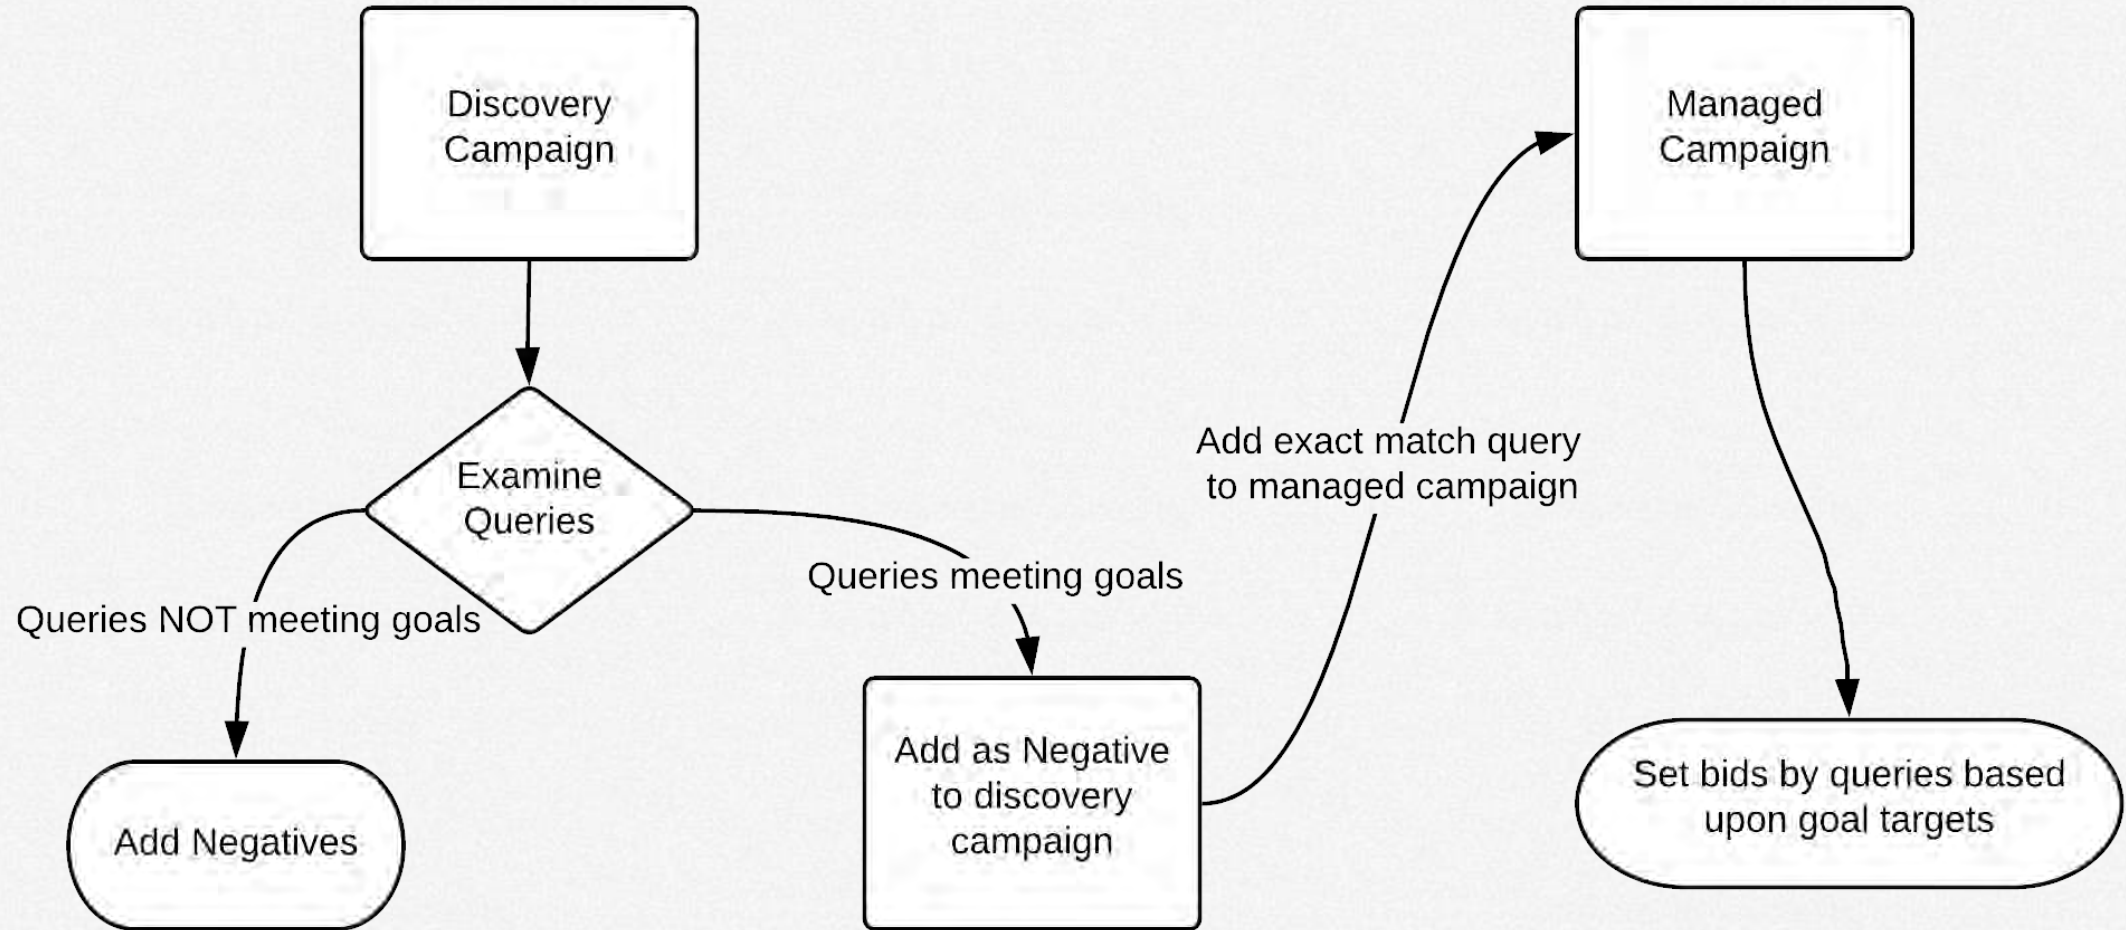 Discovery
Campaign
Managed
Campaign
Examine
Queries
Add exact match query
to managed campaign
Queries meeting goals
Queries NOT meeting goals
Add as Negative
to discovery
campaign
Set bids by queries based
upon goal targets
Add Negatives